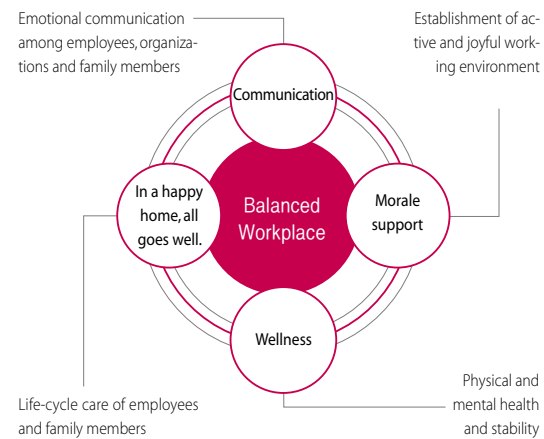 Emotional communication
among employees, organiza-
tions and family members
Establishment of ac-
tive and joyful work-
ing environment
Communication
In a happy
home, all
goes well.
Balanced
Workplace
Morale
support
Wellness
Life-cycle care of employees
and family members
Physical and
mental health
and stability